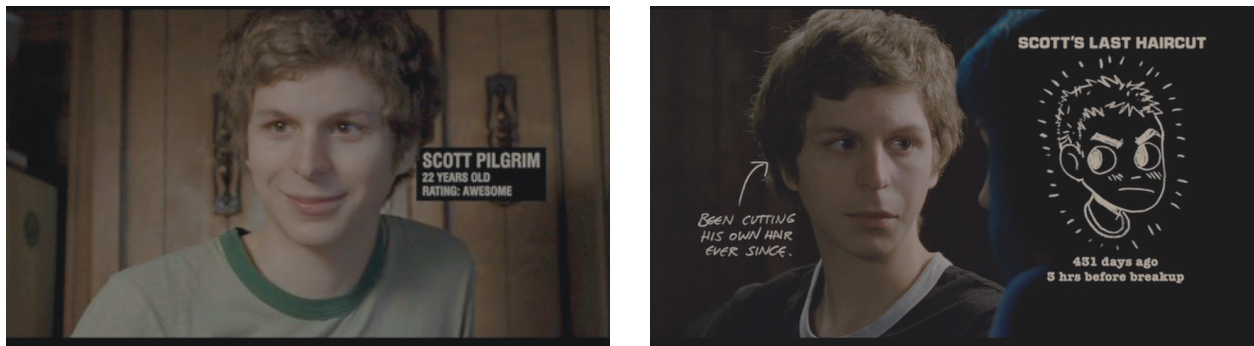 SCOTT PILGRIM
22 YEARS OLD
RATING: AWESOME
SCOTT'S LAST HAIRCUT
BEEN CUTTING
HIS OWN HAIR
EVER SINCE.
431 days ago
3 hrs before breakup